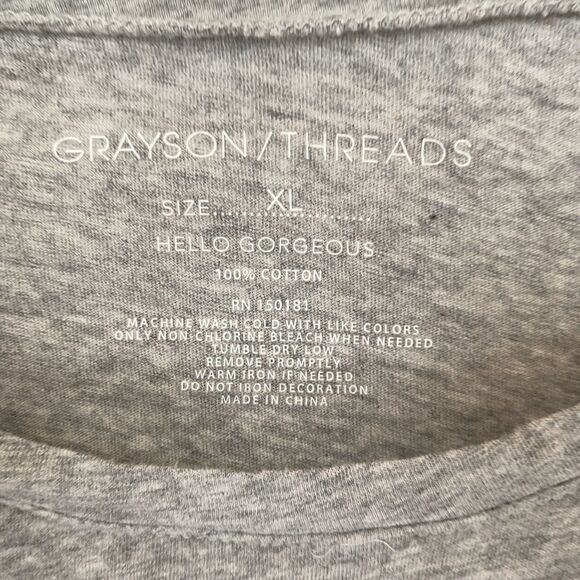 GRAYSON/THREADS
SIZE.......XL...............
HELLO GORGEOUS
100% COTTON
RN 150181
MACHINE WASH COLD WITH LIKE COLORS
ONLY NON CHLORINE BLEACH WHEN NEEDED
TUMBLE DRY LOW
REMOVE PROMPTLY
WARM IRON IF NEEDED
DO NOT IRON DECORATION
MADE IN CHINA